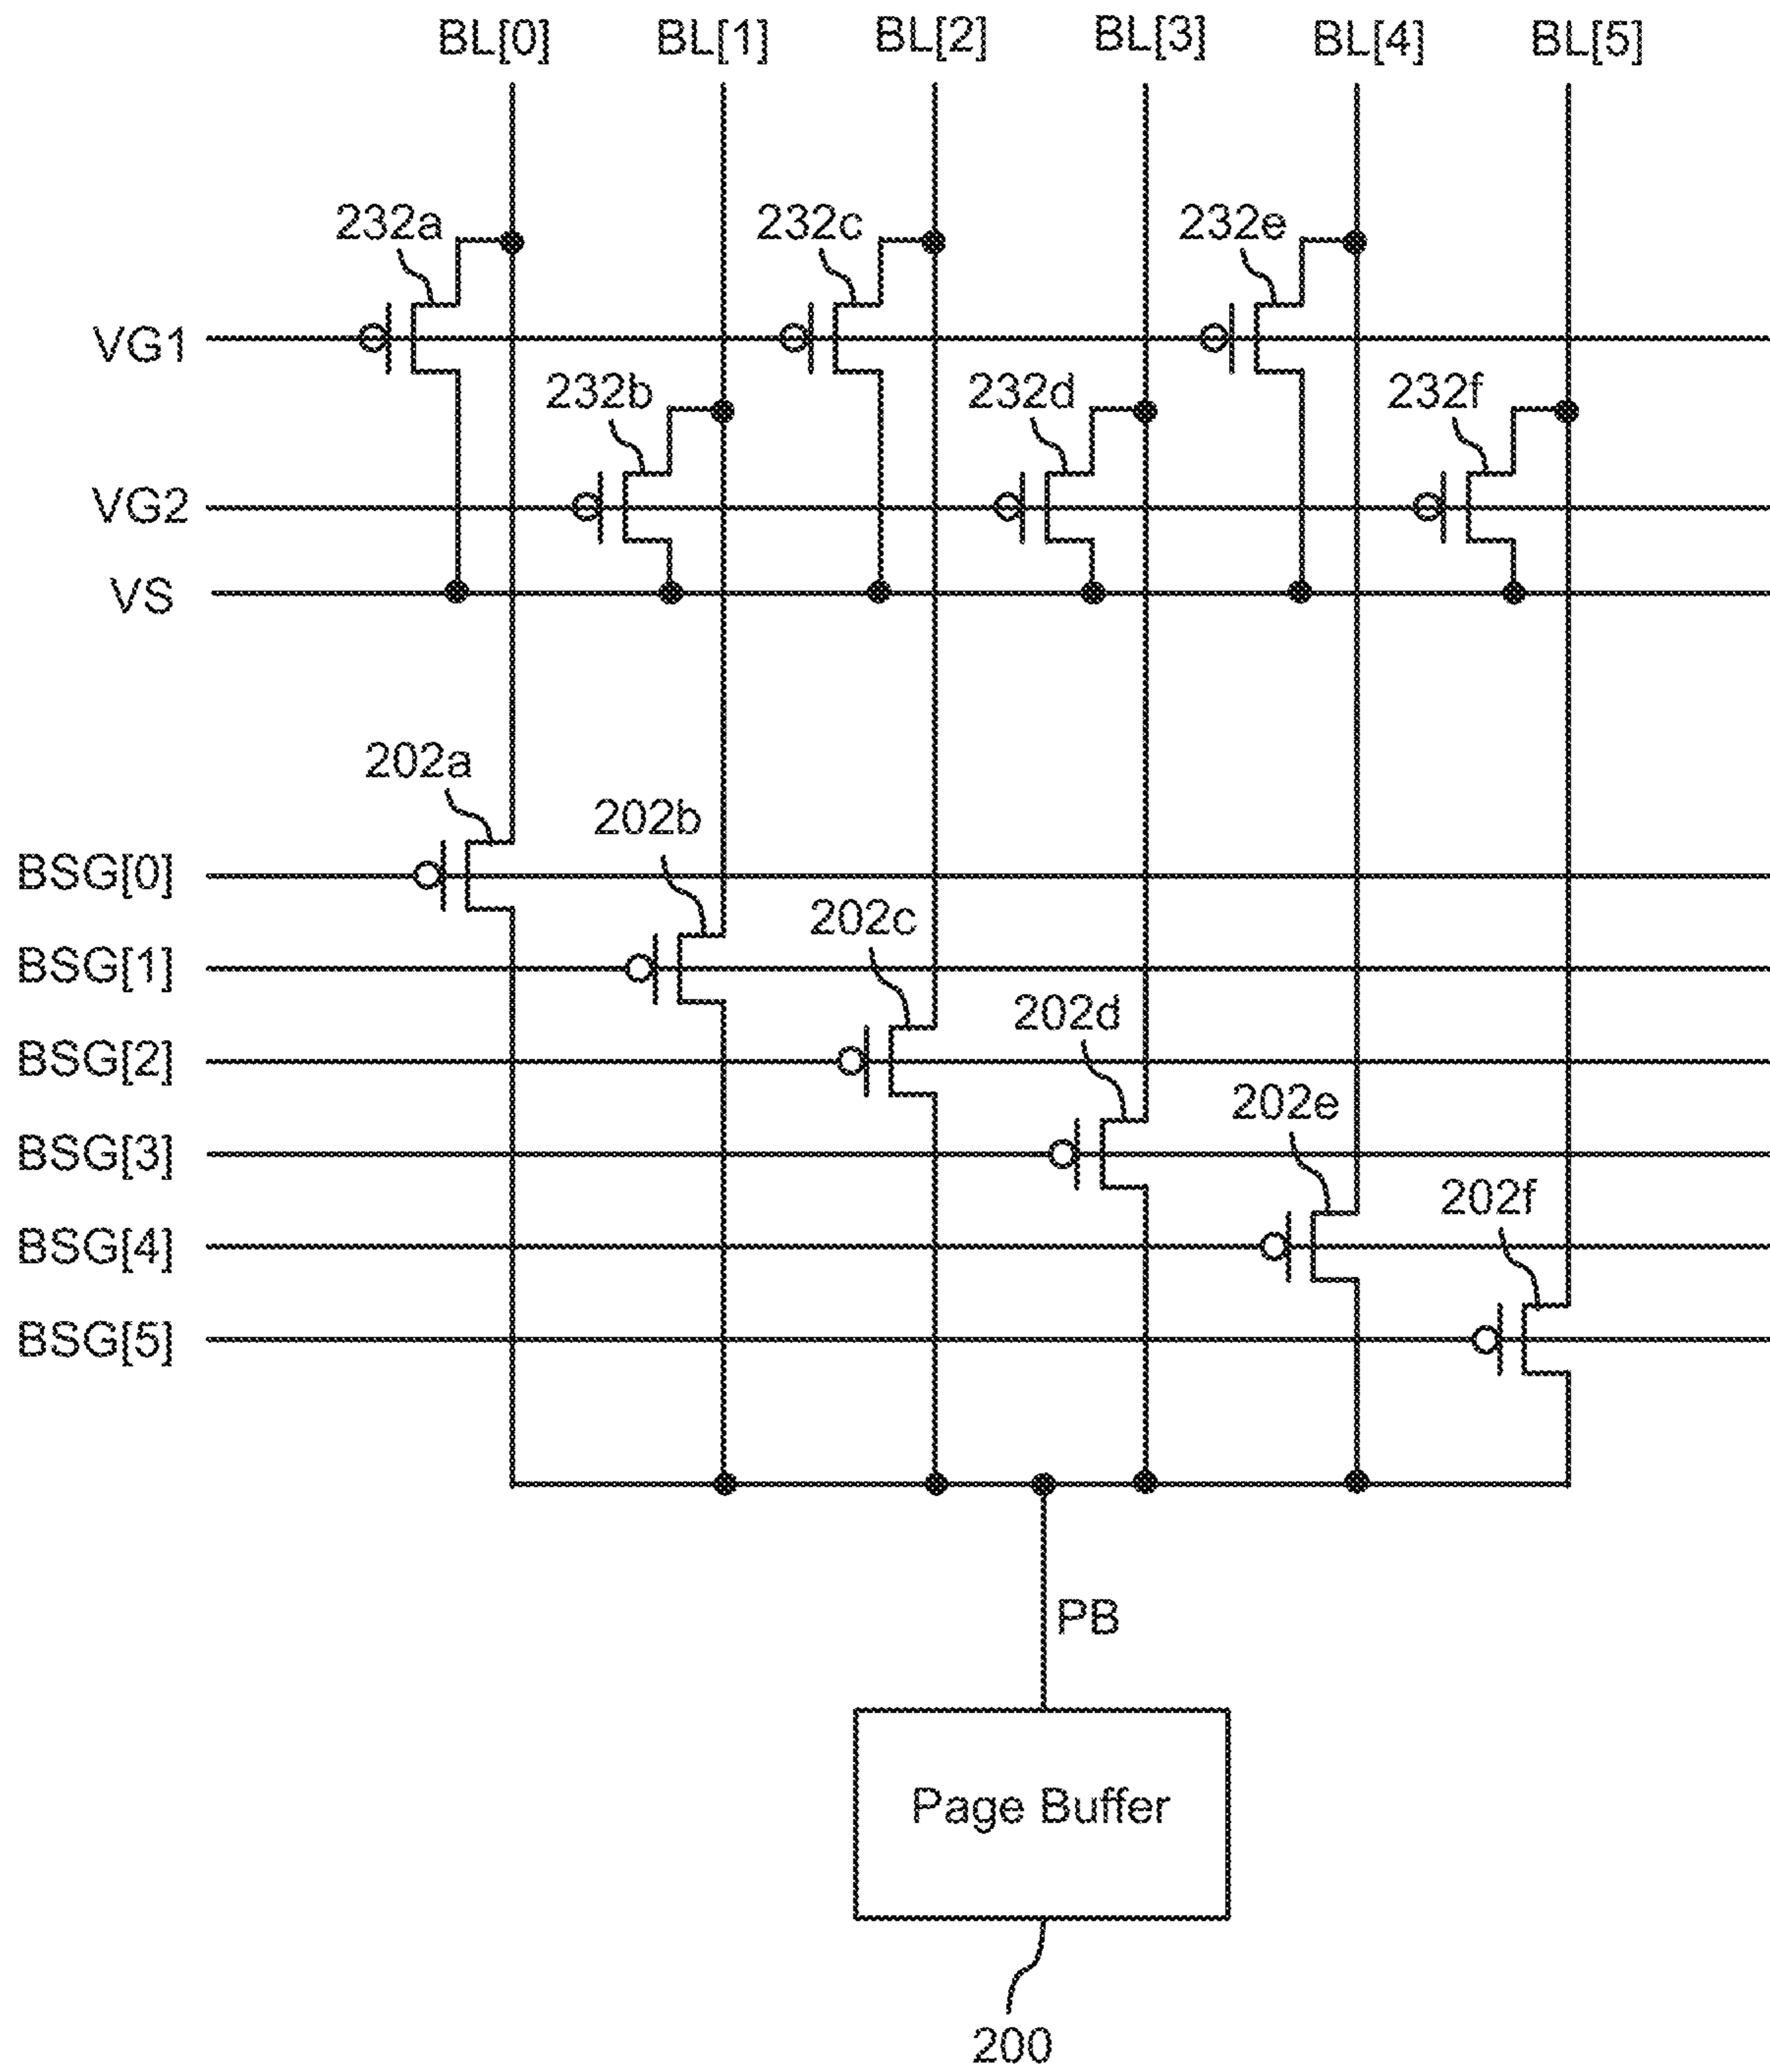 BL[0] BL[1] BL[2] BL[3] BL[4] BL[5]
232a 232c 232e
VG1
232b 232d 232f
VG2
VS
202a
202b
BSG[0]
202c
BSG[1]
202d
BSG[2]
202e
BSG[3]
202f
BSG[4]
BSG[5]
PB
Page Buffer
200